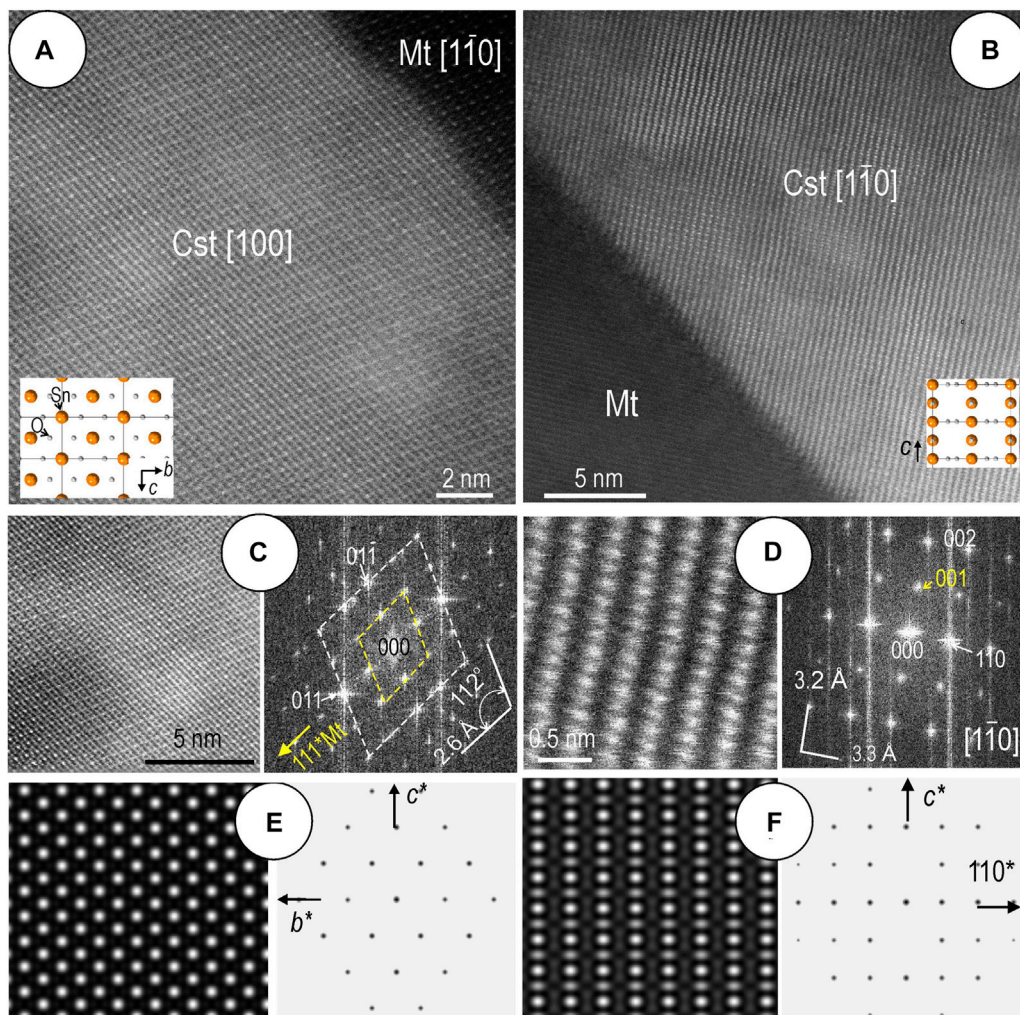 A
Mt [11̄0]
Cst [100]
Sn
O
b
c
2 nm
B
Cst [11̄0]
Mt
c
c
5 nm
C
5 nm
011̄
000
011
111*Mt
2.6 Å
112°
D
0.5 nm
002
001
000
110
3.2 Å
3.3 Å
[11̄0]
E
c*
b*
F
c*
110*